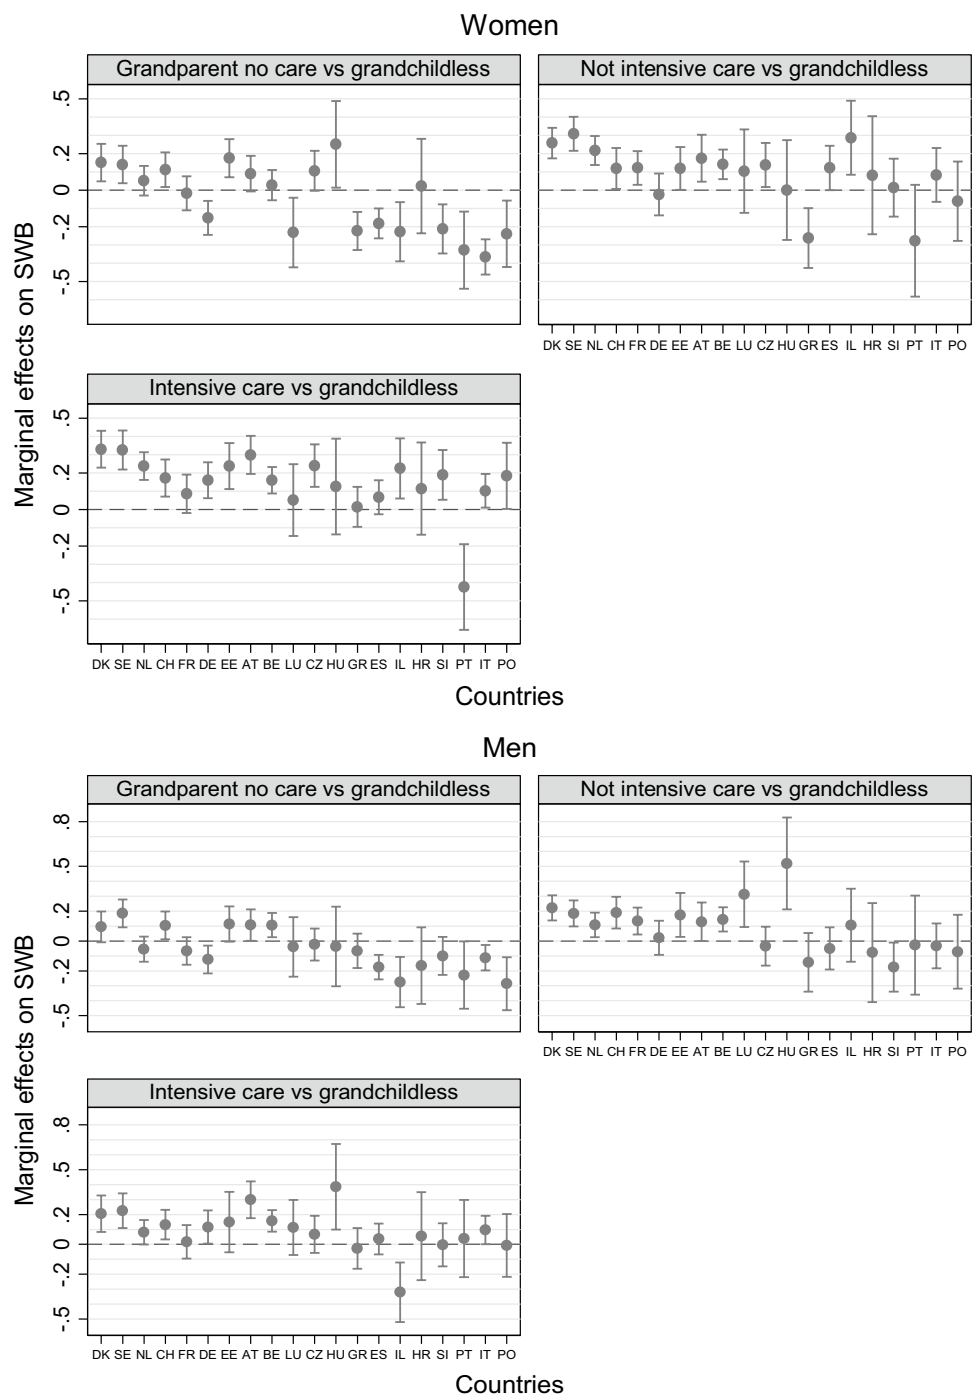 Women
Grandparent no care vs grandchildless
Not intensive care vs grandchildless
.5
.2
0
-.2
-.5
DK SE NL CH FR DE EE AT BE LU CZ HU GR ES IL HR SI PT IT PO
Intensive care vs grandchildless
.5
.2
0
-.2
-.5
DK SE NL CH FR DE EE AT BE LU CZ HU GR ES IL HR SI PT IT PO
Marginal effects on SWB
Countries
Men
Grandparent no care vs grandchildless
Not intensive care vs grandchildless
.8
.5
.2
0
-.2
-.5
DK SE NL CH FR DE EE AT BE LU CZ HU GR ES IL HR SI PT IT PO
Intensive care vs grandchildless
.8
.5
.2
0
-.2
-.5
DK SE NL CH FR DE EE AT BE LU CZ HU GR ES IL HR SI PT IT PO
Marginal effects on SWB
Countries